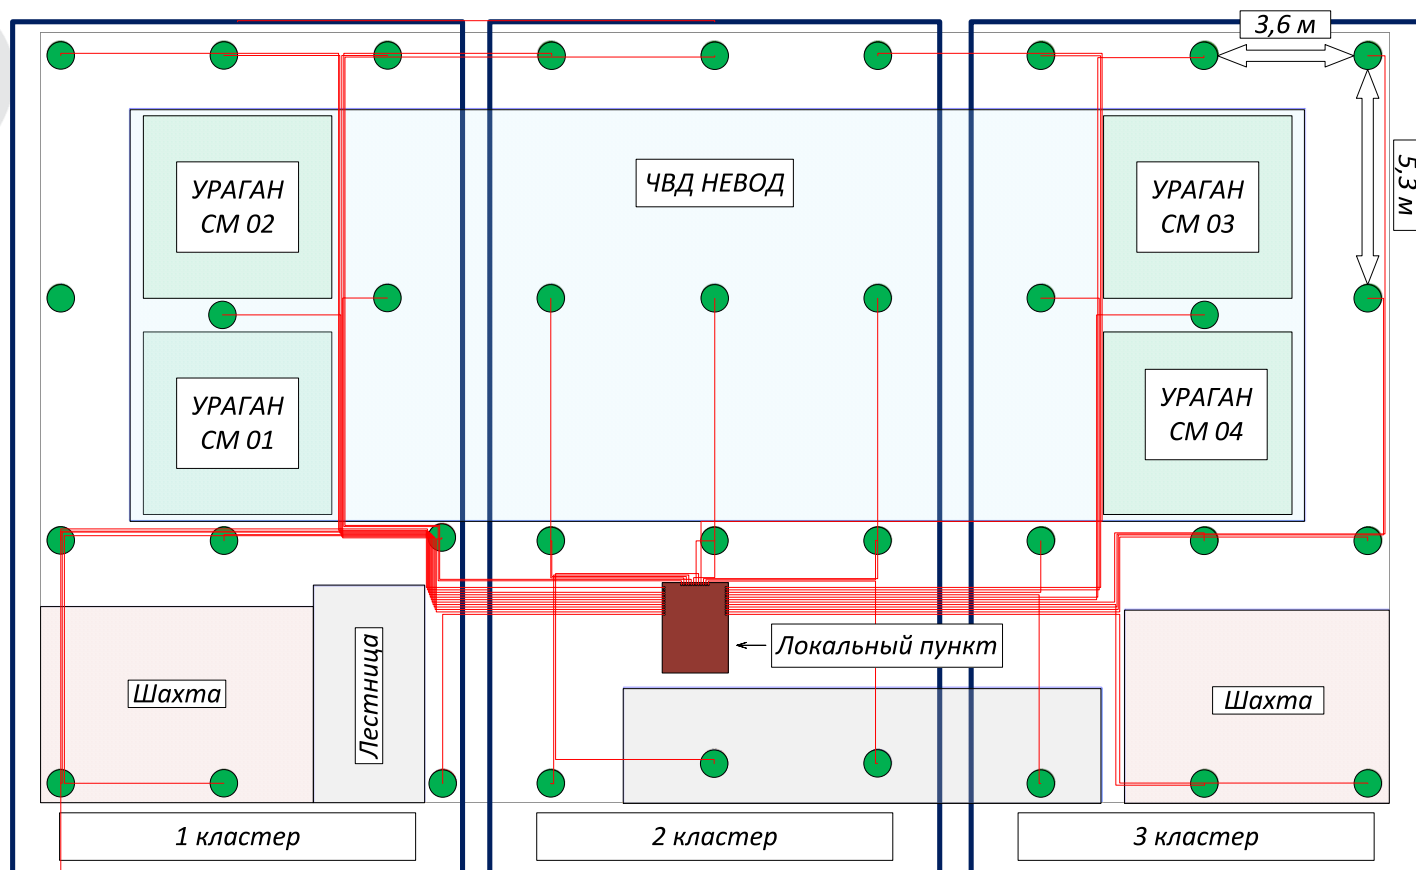 3,6 м
5,3 м
УРАГАН
СМ 02
ЧВД НЕВОД
УРАГАН
СМ 03
УРАГАН
СМ 01
УРАГАН
СМ 04
Локальный пункт
Шахта
Лестница
Шахта
1 кластер
2 кластер
3 кластер